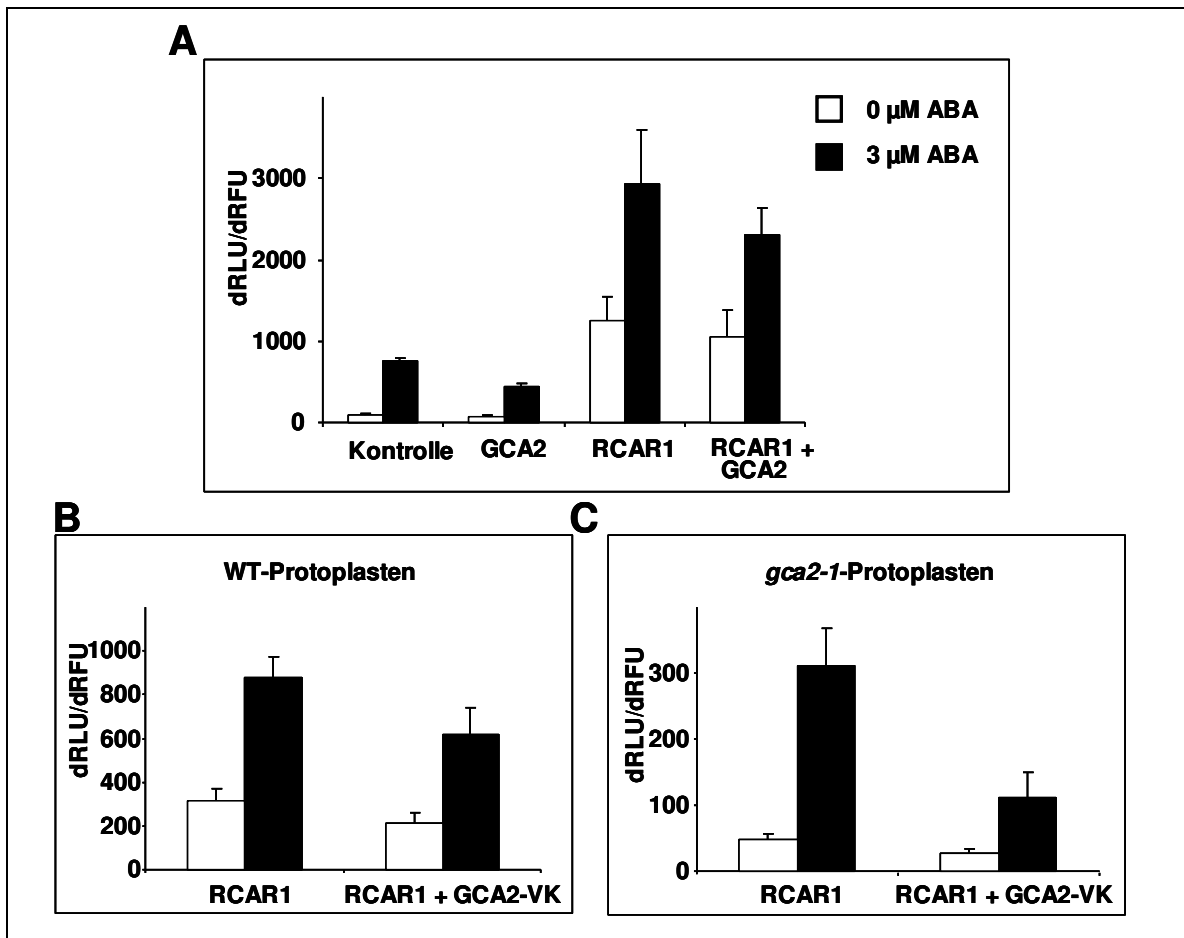 A
0 µM ABA
3 µM ABA
dRLU/dRFU
3000
2000
1000
0
Kontrolle
GCA2
RCAR1
RCAR1 +
GCA2
B
WT-Protoplasten
dRLU/dRFU
1000
800
600
400
200
0
RCAR1
RCAR1 + GCA2-VK
C
gca2-1-Protoplasten
dRLU/dRFU
300
200
100
0
RCAR1
RCAR1 + GCA2-VK